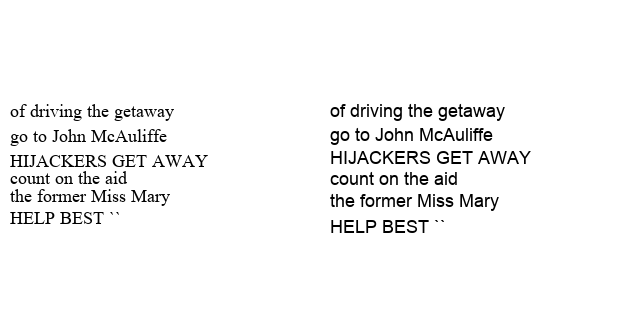 of driving the getaway
go to John McAuliffe
HIJACKERS GET AWAY
count on the aid
the former Miss Mary
HELP BEST ``
of driving the getaway
go to John McAuliffe
HIJACKERS GET AWAY
count on the aid
the former Miss Mary
HELP BEST ``